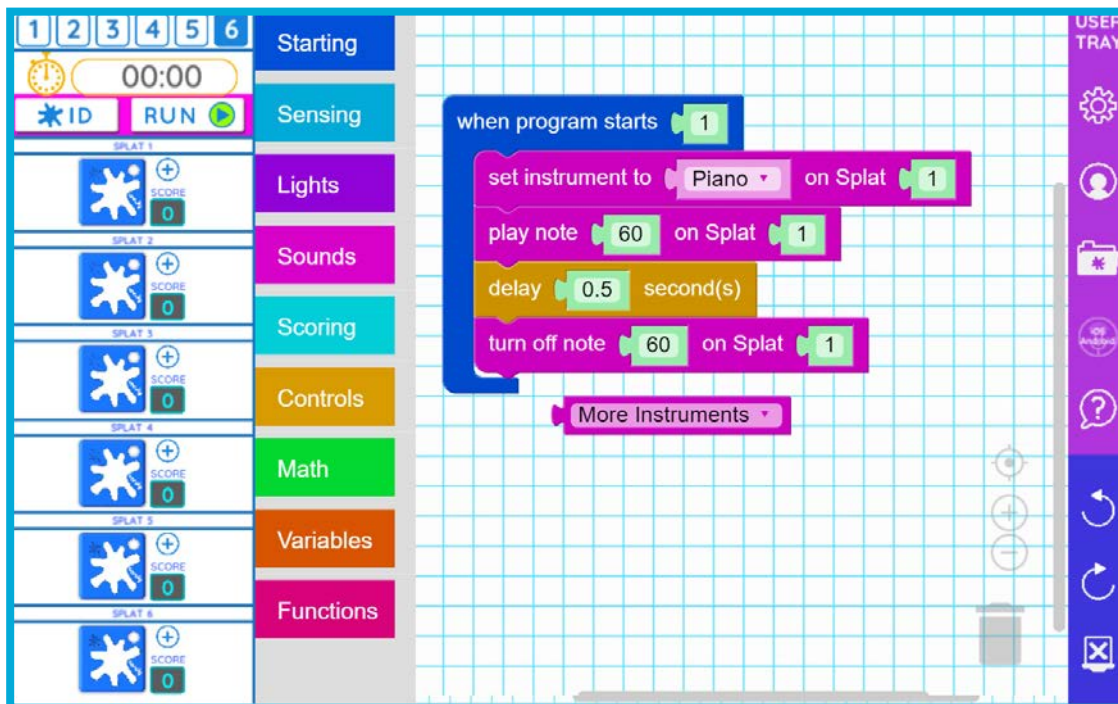 1 2 3 4 5 6
00:00
ID
RUN
SPLAT 1
SCORE
0
SPLAT 2
SCORE
0
SPLAT 3
SCORE
0
SPLAT 4
SCORE
0
SPLAT 5
SCORE
0
SPLAT 6
SCORE
0
Starting
Sensing
Lights
Sounds
Scoring
Controls
Math
Variables
Functions
when program starts 1
set instrument to Piano on Splat 1
play note 60 on Splat 1
delay 0.5 second(s)
turn off note 60 on Splat 1
More Instruments
USER
TRAY
iOS
Android